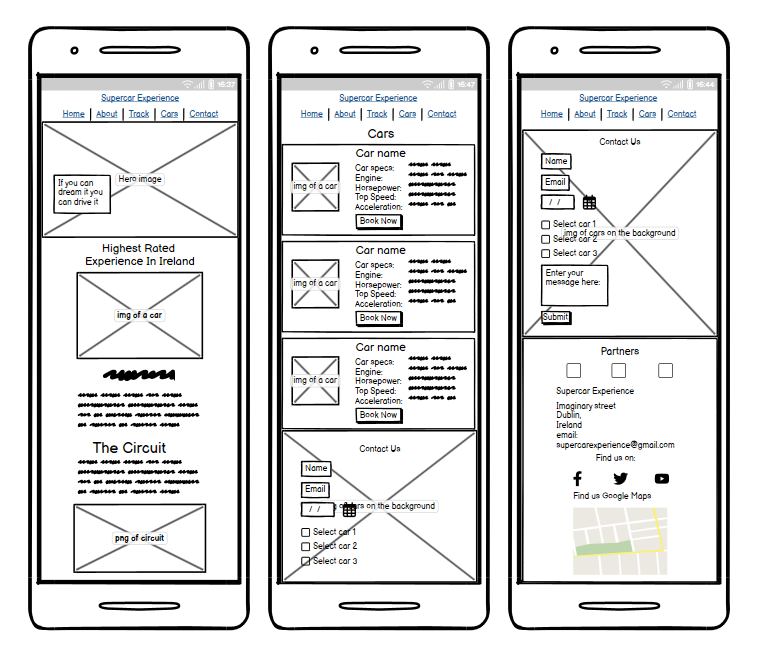 15:37
Supercar Experience
Home | About | Track | Cars | Contact
Hero image
If you can
dream it you
can drive it
Highest Rated
Experience In Ireland
img of a car
The Circuit
png of circuit
15:47
Supercar Experience
Home | About | Track | Cars | Contact
Cars
Car name
img of a car
Car specs:
Engine:
Horsepower:
Top Speed:
Acceleration:
Book Now
Car name
img of a car
Car specs:
Engine:
Horsepower:
Top Speed:
Acceleration:
Book Now
Car name
img of a car
Car specs:
Engine:
Horsepower:
Top Speed:
Acceleration:
Book Now
Contact Us
Name
Email
/ /
cars on the background
Select car 1
Select car 2
Select car 3
15:44
Supercar Experience
Home | About | Track | Cars | Contact
Contact Us
Name
Email
/ /
Select car 1
img of cars on the background
Select car 2
Select car 3
Enter your
message here:
Submit
Partners
Supercar Experience
Imaginary street
Dublin,
Ireland
email:
supercarexperience@gmail.com
Find us on:
Find us Google Maps